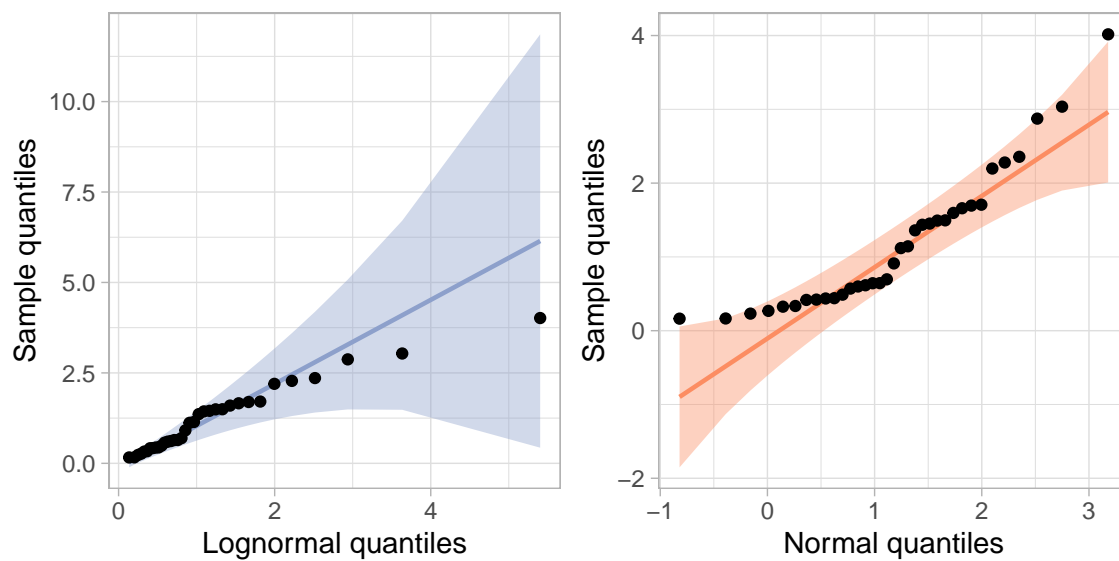 Sample quantiles
10.0
7.5
5.0
2.5
0.0
0 2 4
Lognormal quantiles
Sample quantiles
4
2
0
−2
−1 0 1 2 3
Normal quantiles